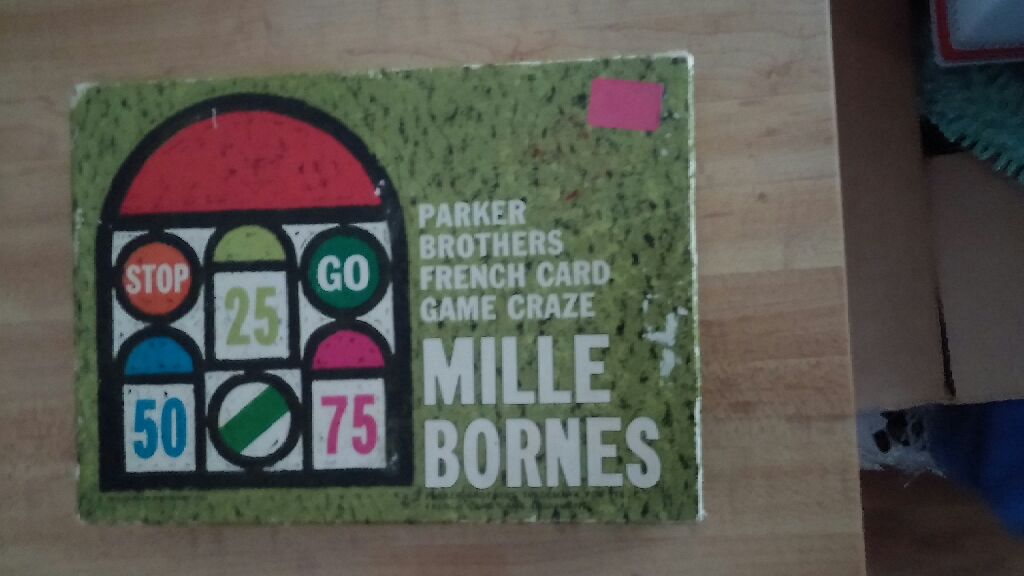 STOP
GO
25
50
75
PARKER
BROTHERS
FRENCH CARD
GAME CRAZE
MILLE
BORNES